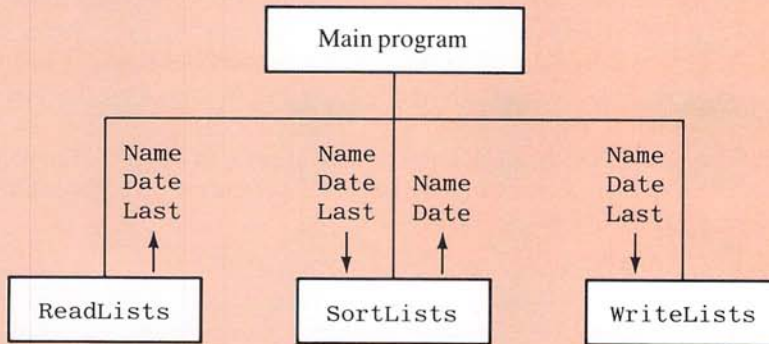 Main program
Name
Date
Last
Name
Date
Last
Name
Date
Name
Date
Last
ReadLists
SortLists
WriteLists